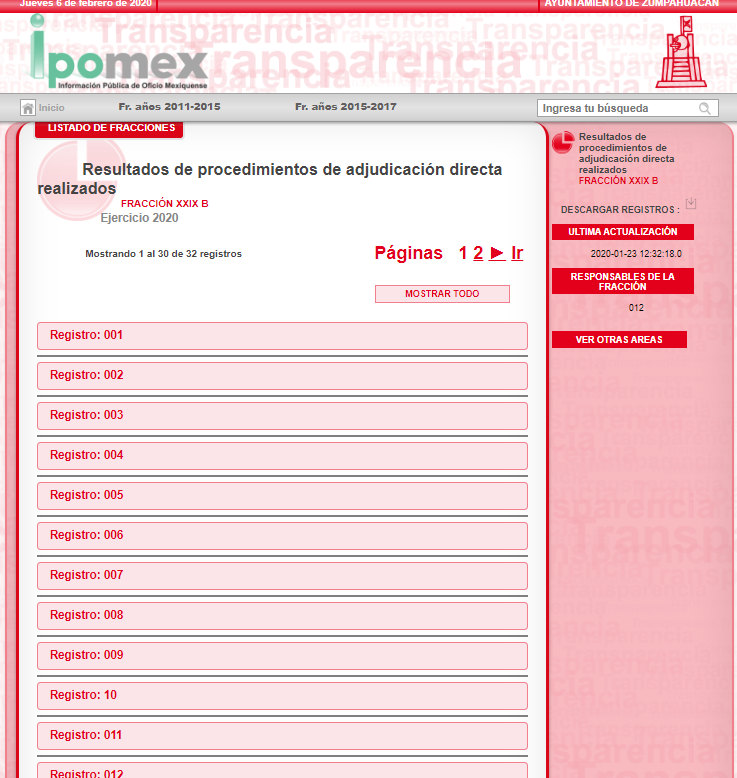 Jueves 6 de febrero de 2020
AYUNTAMIENTO DE ZUMPAHUACAN
Transparencia
ipomex
Información Pública de Oficio Mexiquense
Inicio
Fr. años 2011-2015
Fr. años 2015-2017
Ingresa tu búsqueda
LISTADO DE FRACCIONES
Resultados de procedimientos de adjudicación directa
realizados
FRACCIÓN XXIX B
Ejercicio 2020
Mostrando 1 al 30 de 32 registros
Páginas 1 2 ► Ir
MOSTRAR TODO
Registro: 001
Registro: 002
Registro: 003
Registro: 004
Registro: 005
Registro: 006
Registro: 007
Registro: 008
Registro: 009
Registro: 10
Registro: 011
Registro: 012
Resultados de
procedimientos de
adjudicación directa
realizados
FRACCIÓN XXIX B
DESCARGAR REGISTROS :
ULTIMA ACTUALIZACIÓN
2020-01-23 12:32:18.0
RESPONSABLES DE LA
FRACCIÓN
012
VER OTRAS AREAS